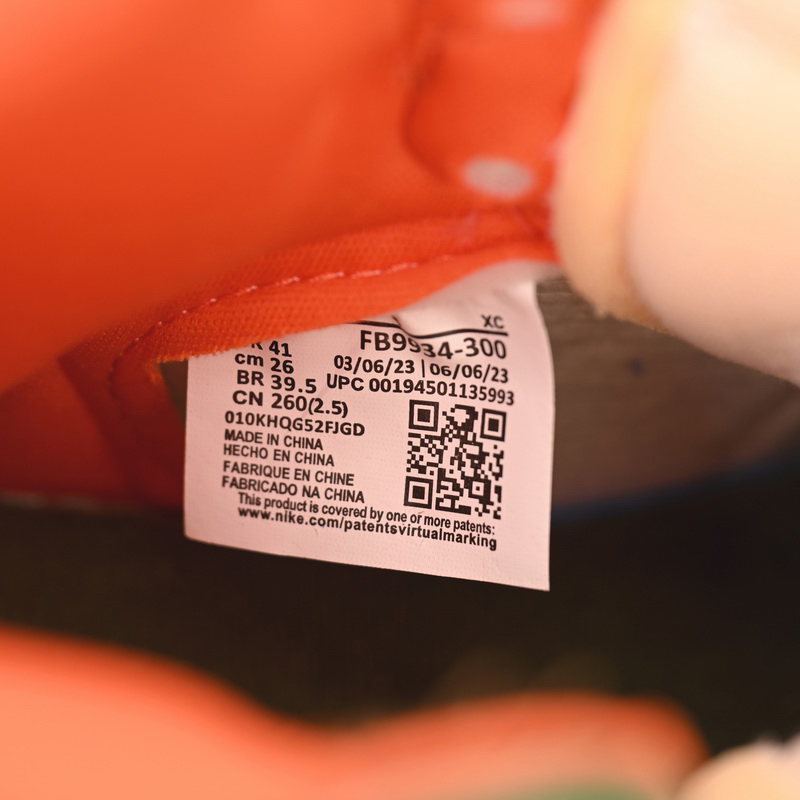 XC
41
FB9934-300
cm 26
03/06/23 | 06/06/23
BR 39.5
UPC 00194501135993
CN 260(2.5)
010KHQG52FJGD
MADE IN CHINA
HECHO EN CHINA
FABRIQUE EN CHINE
FABRICADO NA CHINA
This product is covered by one or more patents:
www.nike.com/patentsvirtualmarking